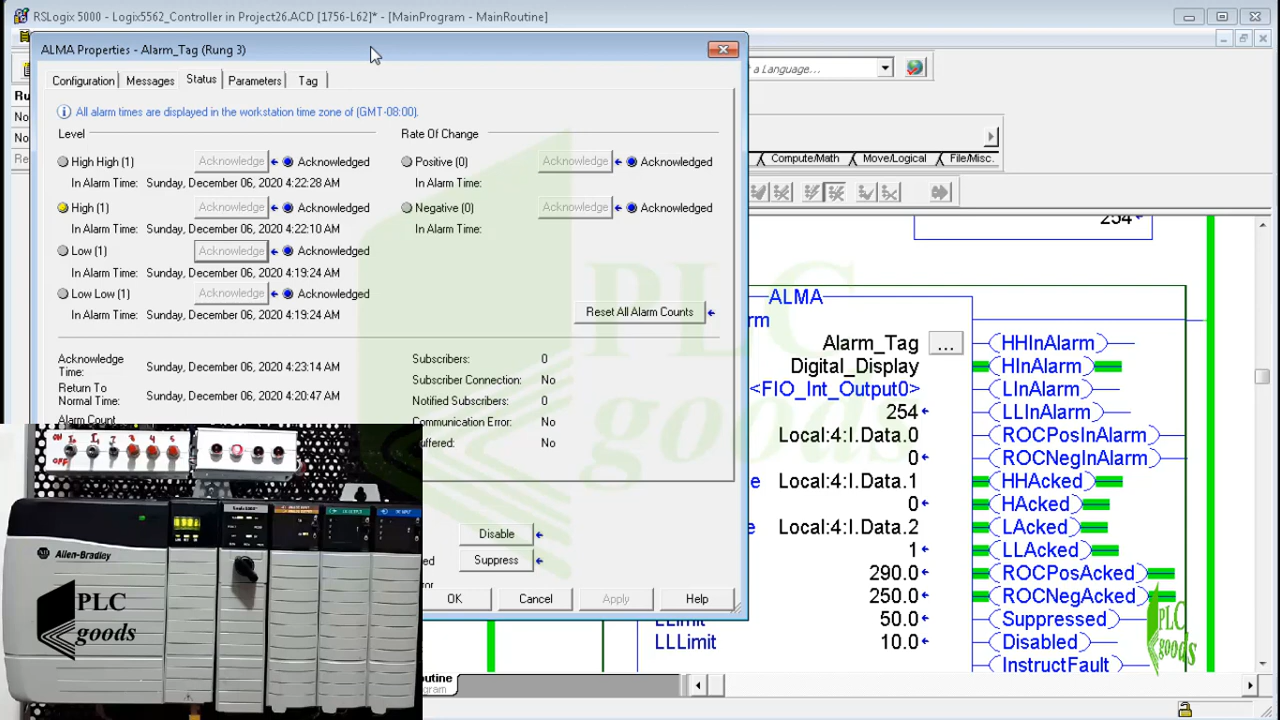 RSLogix 5000 - Logix5562_Controller in Project26.ACD [1756-L62]* - [MainProgram - MainRoutine]
ALMA Properties - Alarm_Tag (Rung 3)
Configuration Messages Status Parameters Tag
a Language...
All alarm times are displayed in the workstation time zone of (GMT-08:00).
Level Rate Of Change
High High (1) Acknowledge Acknowledged Positive (0) Acknowledge Acknowledged
In Alarm Time: Sunday, December 06, 2020 4:22:28 AM In Alarm Time:
High (1) Acknowledge Acknowledged Negative (0) Acknowledge Acknowledged
In Alarm Time: Sunday, December 06, 2020 4:22:10 AM In Alarm Time:
Low (1) Acknowledge Acknowledged
In Alarm Time: Sunday, December 06, 2020 4:19:24 AM
Low Low (1) Acknowledge Acknowledged
In Alarm Time: Sunday, December 06, 2020 4:19:24 AM
Reset All Alarm Counts
Acknowledge Time: Sunday, December 06, 2020 4:23:14 AM
Return To Normal Time: Sunday, December 06, 2020 4:20:47 AM
Alarm Count
Subscribers: 0
Subscriber Connection: No
Notified Subscribers: 0
Communication Error: No
Buffered: No
Disable
Suppress
OK Cancel Apply Help
Compute/Math Move/Logical File/Misc.
254
ALMA
Alarm_Tag ...
Digital_Display
<FIO_Int_Output0>
254
Local:4:I.Data.0
0
Local:4:I.Data.1
0
Local:4:I.Data.2
1
290.0
250.0
50.0
LLLimit 10.0
HHInAlarm
HInAlarm
LInAlarm
LLInAlarm
ROCPosInAlarm
ROCNegInAlarm
HHAcked
HAcked
LAcked
LLAcked
ROCPosAcked
ROCNegAcked
Suppressed
Disabled
InstructFault
PLC
goods
ON
OFF
Allen-Bradley
PLC
goods
PLC
goods